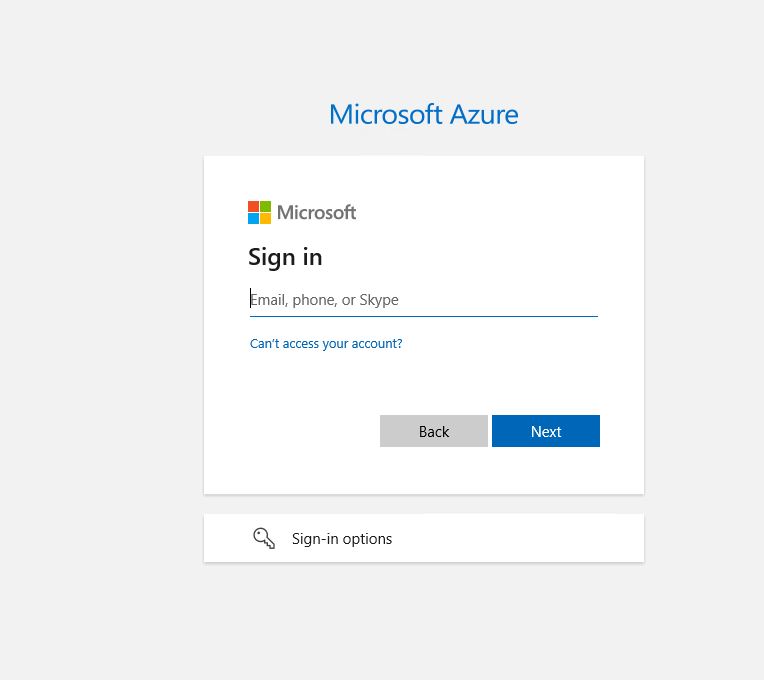 Microsoft Azure
Microsoft
Sign in
Email, phone, or Skype
Can't access your account?
Back Next
Sign-in options